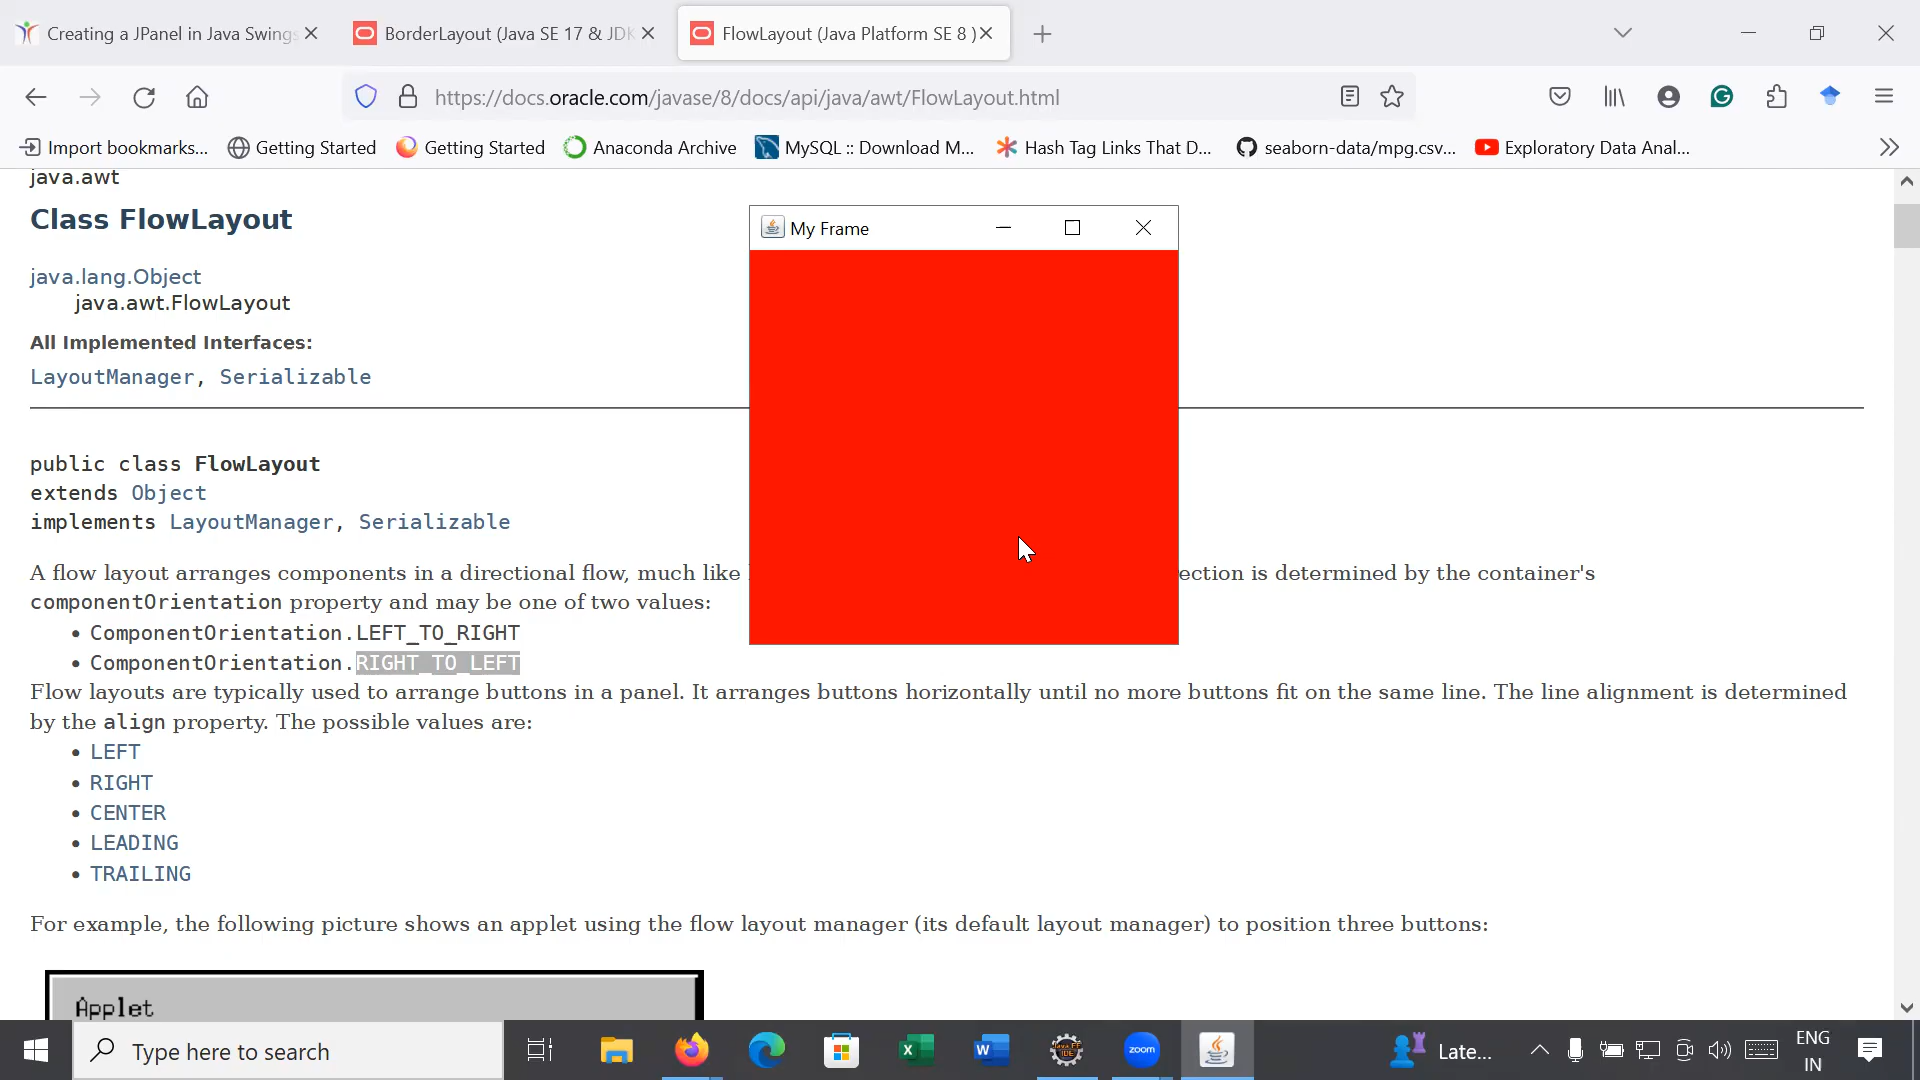 Creating a JPanel in Java Swings
BorderLayout (Java SE 17 & JDK
FlowLayout (Java Platform SE 8 )
https://docs.oracle.com/javase/8/docs/api/java/awt/FlowLayout.html
Import bookmarks...
Getting Started
Getting Started
Anaconda Archive
MySQL :: Download M...
Hash Tag Links That D...
seaborn-data/mpg.csv...
Exploratory Data Anal...
java.awt
Class FlowLayout
My Frame
java.lang.Object
java.awt.FlowLayout
All Implemented Interfaces:
LayoutManager, Serializable
public class FlowLayout
extends Object
implements LayoutManager, Serializable
A flow layout arranges components in a directional flow, much like ection is determined by the container's
componentOrientation property and may be one of two values:
• ComponentOrientation.LEFT_TO_RIGHT
• ComponentOrientation.RIGHT_TO_LEFT
Flow layouts are typically used to arrange buttons in a panel. It arranges buttons horizontally until no more buttons fit on the same line. The line alignment is determined
by the align property. The possible values are:
• LEFT
• RIGHT
• CENTER
• LEADING
• TRAILING
For example, the following picture shows an applet using the flow layout manager (its default layout manager) to position three buttons:
Applet
Type here to search
zoom
Late...
ENG
IN